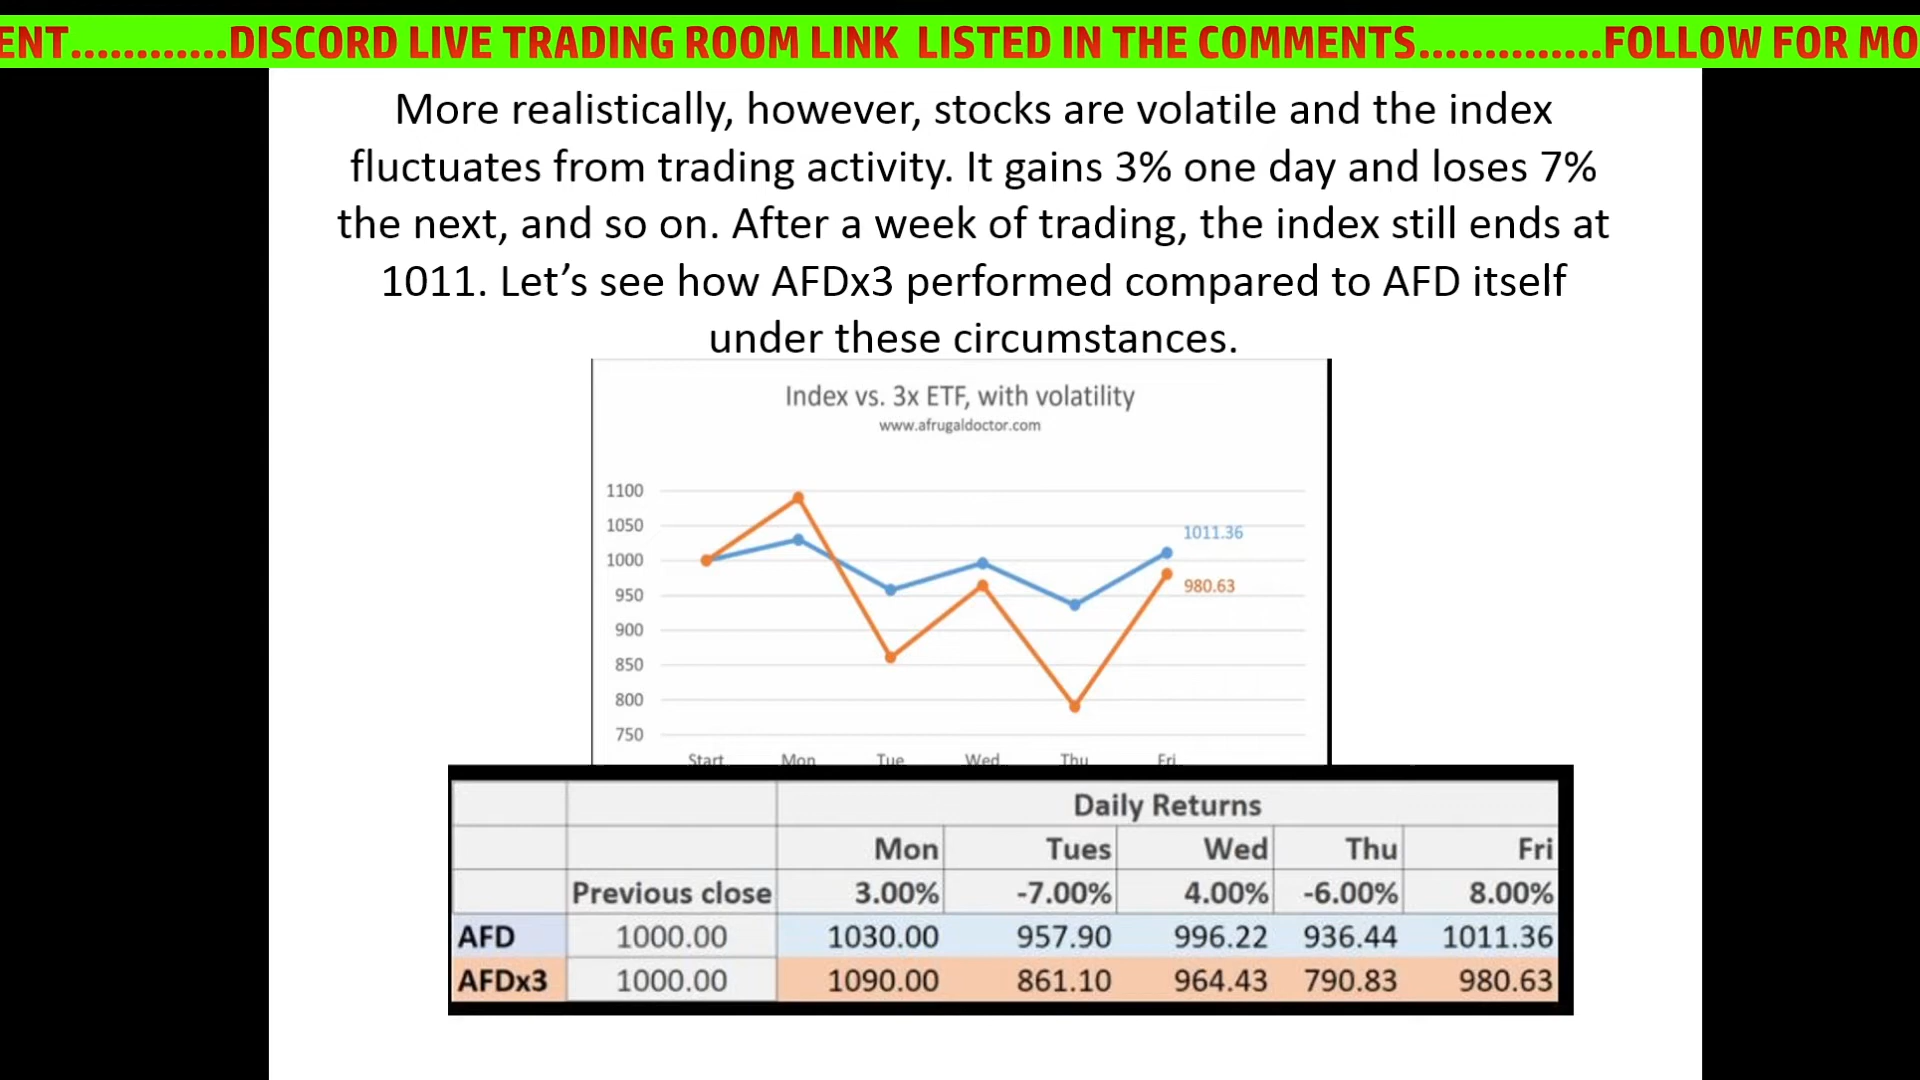 ENT............DISCORD LIVE TRADING ROOM LINK LISTED IN THE COMMENTS..............FOLLOW FOR MO
More realistically, however, stocks are volatile and the index
fluctuates from trading activity. It gains 3% one day and loses 7%
the next, and so on. After a week of trading, the index still ends at
1011. Let’s see how AFDx3 performed compared to AFD itself
under these circumstances.
Index vs. 3x ETF, with volatility
www.afrugaldoctor.com
1100
1050
1000
950
900
850
800
750
1011.36
980.63
Start Mon Tue Wed Thu Fri
Daily Returns
Mon Tues Wed Thu Fri
Previous close 3.00% -7.00% 4.00% -6.00% 8.00%
AFD 1000.00 1030.00 957.90 996.22 936.44 1011.36
AFDx3 1000.00 1090.00 861.10 964.43 790.83 980.63